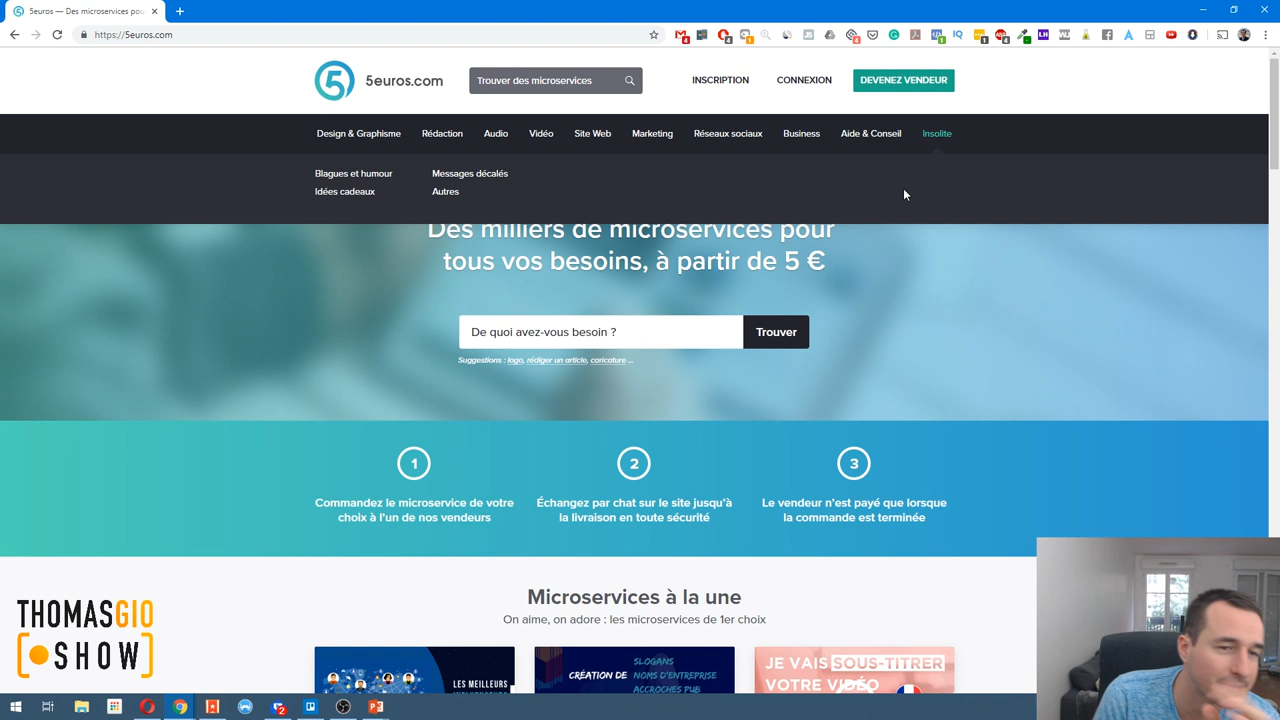 5euros — Des microservices pou
https://5euros.com
5euros.com
Trouver des microservices
INSCRIPTION
CONNEXION
DEVENEZ VENDEUR
Design & Graphisme
Rédaction
Audio
Vidéo
Site Web
Marketing
Réseaux sociaux
Business
Aide & Conseil
Insolite
Blagues et humour
Messages décalés
Idées cadeaux
Autres
Des milliers de microservices pour
tous vos besoins, à partir de 5 €
De quoi avez-vous besoin ?
Trouver
Suggestions : logo, rédiger un article, caricature ...
1
2
3
Commandez le microservice de votre
choix à l'un de nos vendeurs
Échangez par chat sur le site jusqu'à
la livraison en toute sécurité
Le vendeur n'est payé que lorsque
la commande est terminée
Microservices à la une
On aime, on adore : les microservices de 1er choix
LES MEILLEURS
CRÉATION DE
SLOGANS
NOMS D'ENTREPRISE
ACCROCHES PUB
JE VAIS SOUS-TITRER
VOTRE VIDÉO
THOMASGIO
SHOW